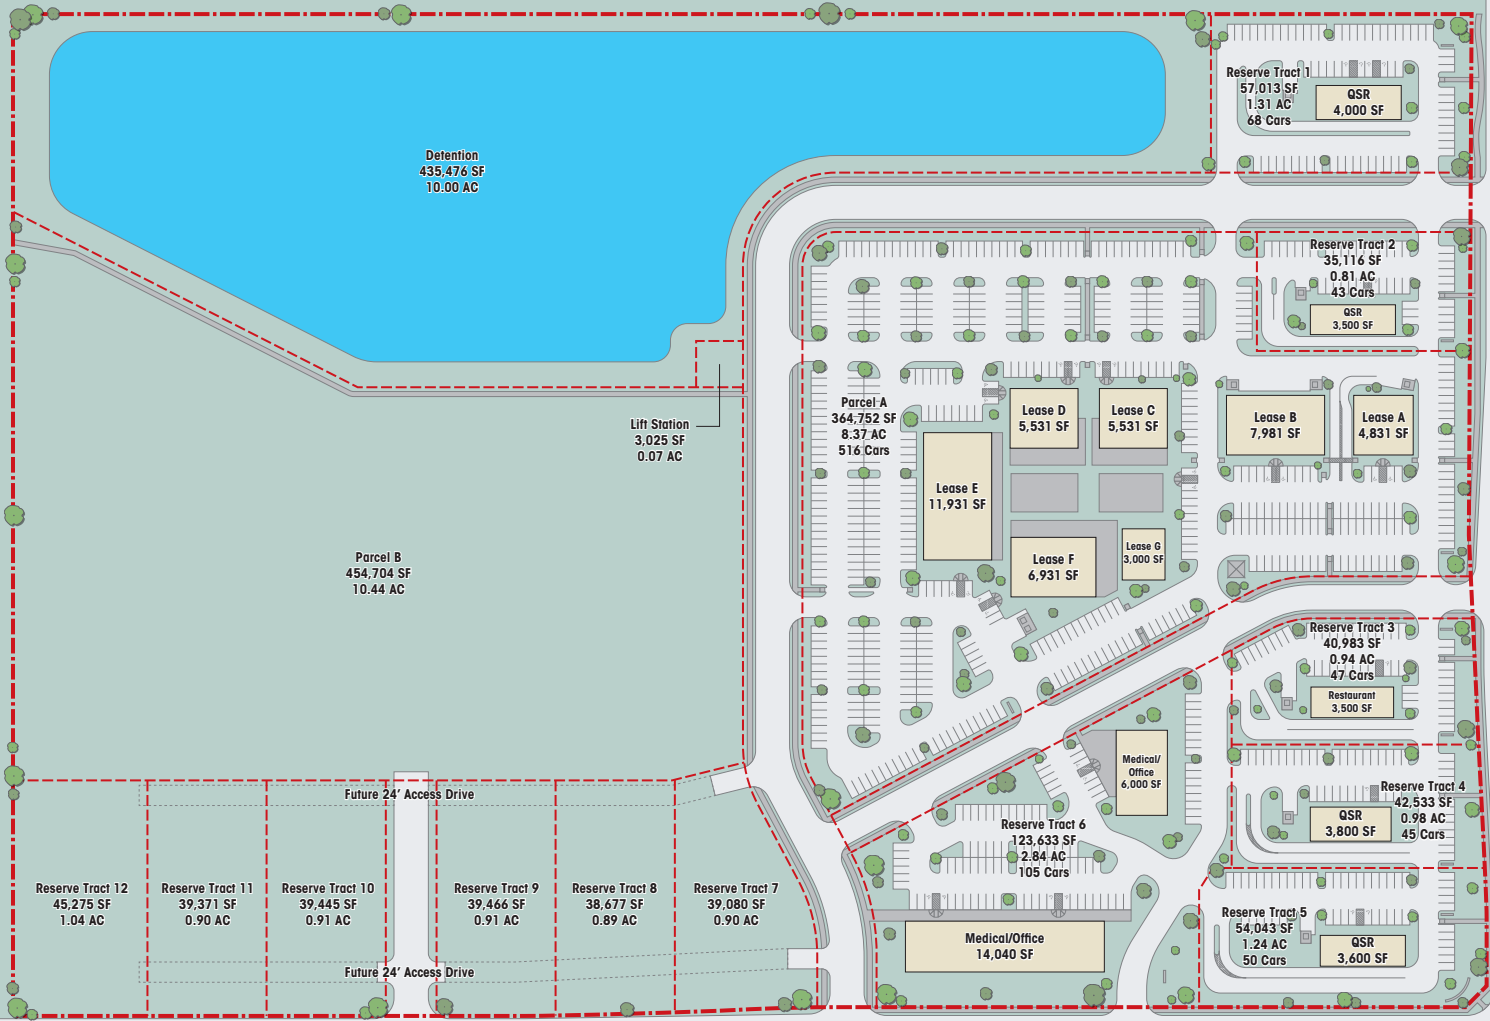 Reserve Tract 1
57,013 SF
1.31 AC
68 Cars
QSR
4,000 SF
Detention
435,476 SF
10.00 AC
Reserve Tract 2
35,116 SF
0.81 AC
43 Cars
QSR
3,500 SF
Parcel A
364,752 SF
8.37 AC
516 Cars
Lease D
5,531 SF
Lease C
5,531 SF
Lease B
7,981 SF
Lease A
4,831 SF
Lift Station
3,025 SF
0.07 AC
Lease E
11,931 SF
Lease F
6,931 SF
Lease G
3,000 SF
Parcel B
454,704 SF
10.44 AC
Reserve Tract 3
40,983 SF
0.94 AC
47 Cars
Restaurant
3,500 SF
Medical/
Office
6,000 SF
Reserve Tract 4
42,533 SF
0.98 AC
45 Cars
QSR
3,800 SF
Future 24' Access Drive
Reserve Tract 6
123,633 SF
2.84 AC
105 Cars
Reserve Tract 12
45,275 SF
1.04 AC
Reserve Tract 11
39,371 SF
0.90 AC
Reserve Tract 10
39,445 SF
0.91 AC
Reserve Tract 9
39,466 SF
0.91 AC
Reserve Tract 8
38,677 SF
0.89 AC
Reserve Tract 7
39,080 SF
0.90 AC
Medical/Office
14,040 SF
Reserve Tract 5
54,043 SF
1.24 AC
50 Cars
QSR
3,600 SF
Future 24' Access Drive